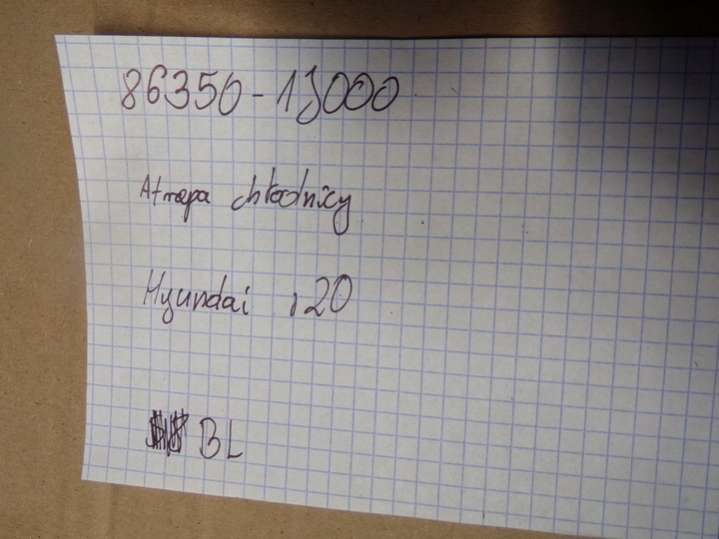 86350-1J000
Atrapa chłodnicy
Hyundai i20
BL